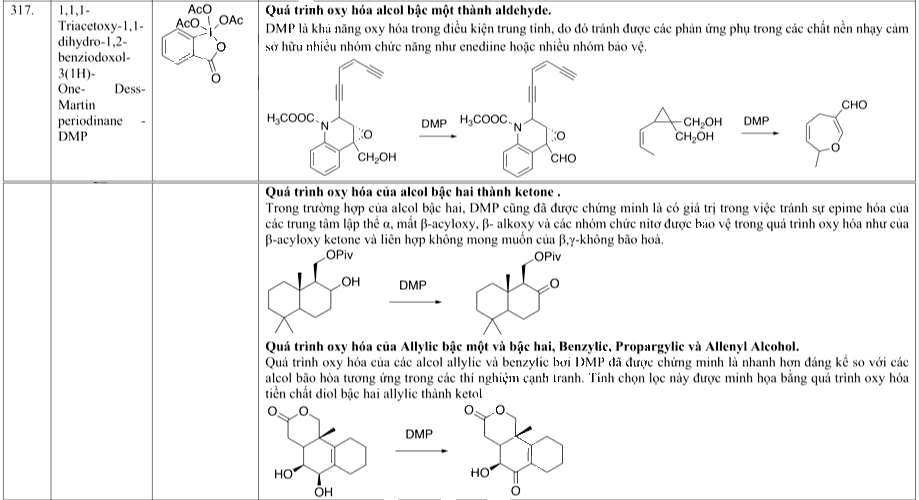 317.
1,1,1-
Triacetoxy-1,1-
dihydro-1,2-
benziodoxol-
3(1H)-
One- Dess-
Martin
periodinane -
DMP
AcO
AcO
OAc
I
O
O
Quá trình oxy hóa alcol bậc một thành aldehyde.
DMP là khả năng oxy hóa trong điều kiện trung tính, do đó tránh được các phản ứng phụ trong các chất nền nhạy cảm
sở hữu nhiều nhóm chức năng như enediine hoặc nhiều nhóm bảo vệ.
H₃COOC
N
O
CH₂OH
DMP
H₃COOC
N
O
CHO
CH₂OH
CH₂OH
DMP
CHO
O
Quá trình oxy hóa của alcol bậc hai thành ketone .
Trong trường hợp của alcol bậc hai, DMP cũng đã được chứng minh là có giá trị trong việc tránh sự epime hóa của
các trung tâm lập thể α, mất β-acyloxy, β- alkoxy và các nhóm chức nitơ được bảo vệ trong quá trình oxy hóa như của
β-acyloxy ketone và liên hợp không mong muốn của β,γ-không bão hoà.
OPiv
OH
DMP
OPiv
O
Quá trình oxy hóa của Allylic bậc một và bậc hai, Benzylic, Propargylic và Allenyl Alcohol.
Quá trình oxy hóa của các alcol allylic và benzylic bởi DMP đã được chứng minh là nhanh hơn đáng kể so với các
alcol bão hòa tương ứng trong các thí nghiệm cạnh tranh. Tính chọn lọc này được minh họa bằng quá trình oxy hóa
tiền chất diol bậc hai allylic thành ketol
O
O
HO
OH
DMP
O
O
HO
O